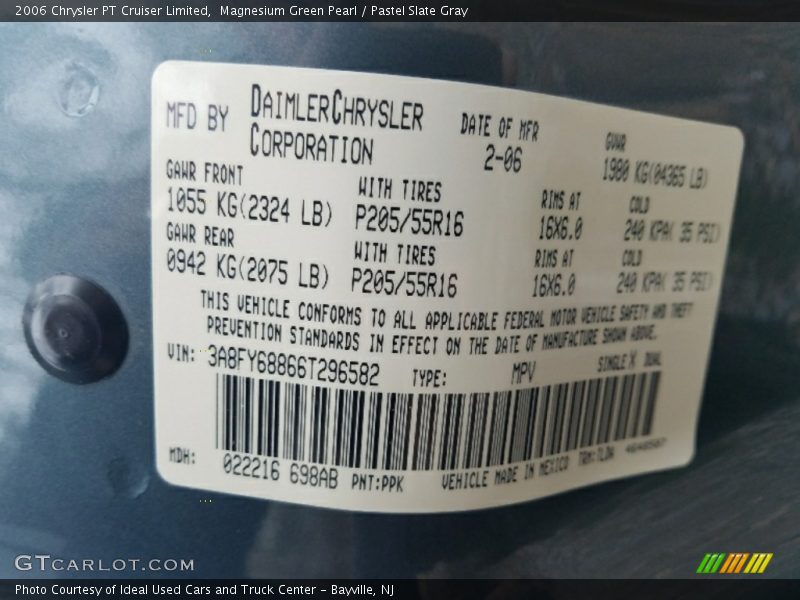 2006 Chrysler PT Cruiser Limited, Magnesium Green Pearl / Pastel Slate Gray
MFD BY DAIMLERCHRYSLER CORPORATION
DATE OF MFR 2-06
GVWR 1980 KG(04365 LB)
GAWR FRONT WITH TIRES RIMS AT COLD
1055 KG(2324 LB) P205/55R16 16X6.0 240 KPA( 35 PSI)
GAWR REAR WITH TIRES RIMS AT COLD
0942 KG(2075 LB) P205/55R16 16X6.0 240 KPA( 35 PSI)
THIS VEHICLE CONFORMS TO ALL APPLICABLE FEDERAL MOTOR VEHICLE SAFETY AND THEFT
PREVENTION STANDARDS IN EFFECT ON THE DATE OF MANUFACTURE SHOWN ABOVE.
VIN: 3A8FY68866T296582 TYPE: MPV SINGLE X DUAL
MDH: 022216 698AB PNT:PPK VEHICLE MADE IN MEXICO TRM:TLDA
GTCARLOT.COM
Photo Courtesy of Ideal Used Cars and Truck Center – Bayville, NJ